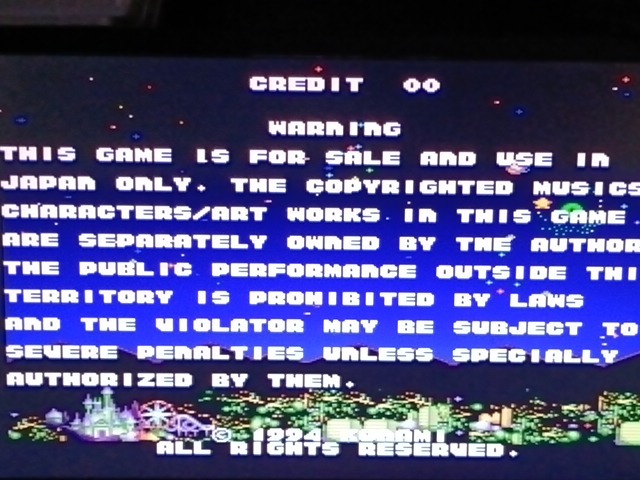 CREDIT 00
WARNING
THIS GAME IS FOR SALE AND USE IN
JAPAN ONLY. THE COPYRIGHTED MUSICS
CHARACTERS/ART WORKS IN THIS GAME
ARE SEPARATELY OWNED BY THE AUTHOR
THE PUBLIC PERFORMANCE OUTSIDE THI
TERRITORY IS PROHIBITED BY LAWS
AND THE VIOLATOR MAY BE SUBJECT TO
SEVERE PENALTIES UNLESS SPECIALLY
AUTHORIZED BY THEM.
© 1994 KONAMI
ALL RIGHTS RESERVED.